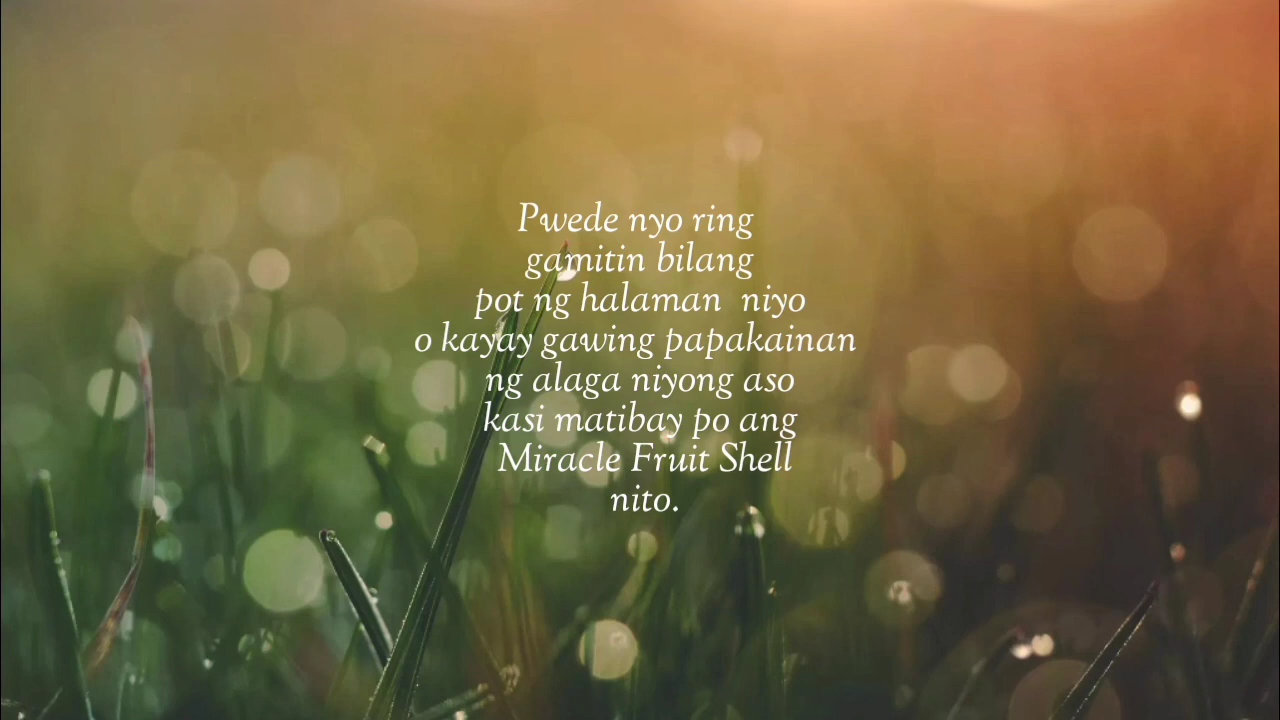 Pwede nyo ring
gamitin bilang
pot ng halaman niyo
o kayay gawing papakainan
ng alaga niyong aso
kasi matibay po ang
Miracle Fruit Shell
nito.